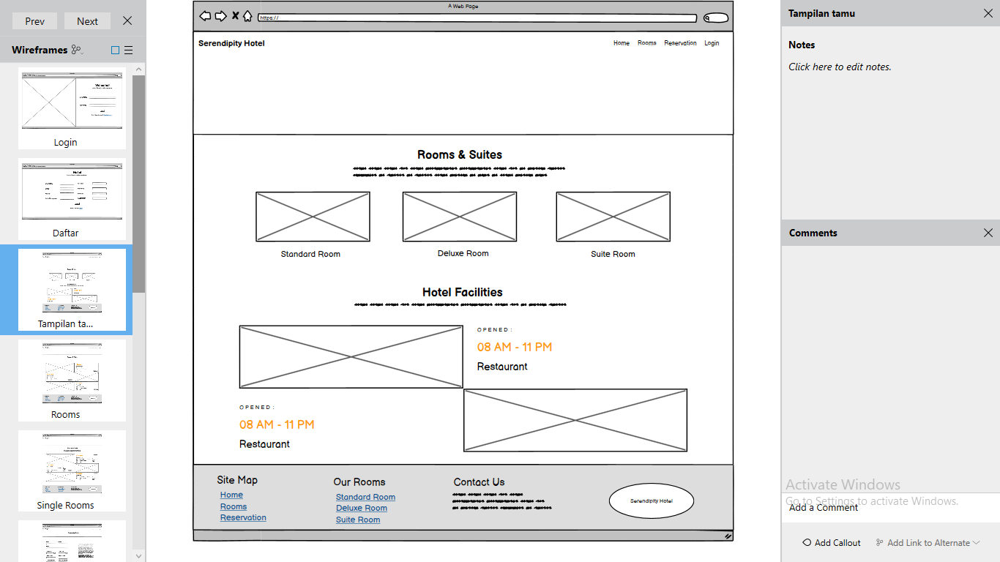 Prev
Next
Wireframes
Login
Daftar
Tampilan ta...
Rooms
Single Rooms
A Web Page
https://
Serendipity Hotel
Home Rooms Reservation Login
Rooms & Suites
Standard Room
Deluxe Room
Suite Room
Hotel Facilities
OPENED :
08 AM - 11 PM
Restaurant
OPENED :
08 AM - 11 PM
Restaurant
Site Map
Home
Rooms
Reservation
Our Rooms
Standard Room
Deluxe Room
Suite Room
Contact Us
Serendipity Hotel
Tampilan tamu
Notes
Click here to edit notes.
Comments
Activate Windows
Go to Settings to activate Windows.
Add a Comment
Add Callout
Add Link to Alternate